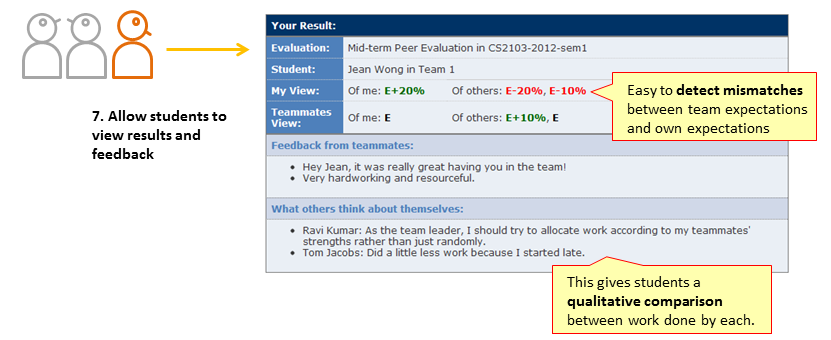 Your Result:
Evaluation: Mid-term Peer Evaluation in CS2103-2012-sem1
Student: Jean Wong in Team 1
My View: Of me: E+20% Of others: E-20%, E-10%
Teammates View: Of me: E Of others: E+10%, E
Feedback from teammates:
• Hey Jean, it was really great having you in the team!
• Very hardworking and resourceful.
What others think about themselves:
• Ravi Kumar: As the team leader, I should try to allocate work according to my teammates'
strengths rather than just randomly.
• Tom Jacobs: Did a little less work because I started late.
7. Allow students to
view results and
feedback
Easy to detect mismatches
between team expectations
and own expectations
This gives students a
qualitative comparison
between work done by each.